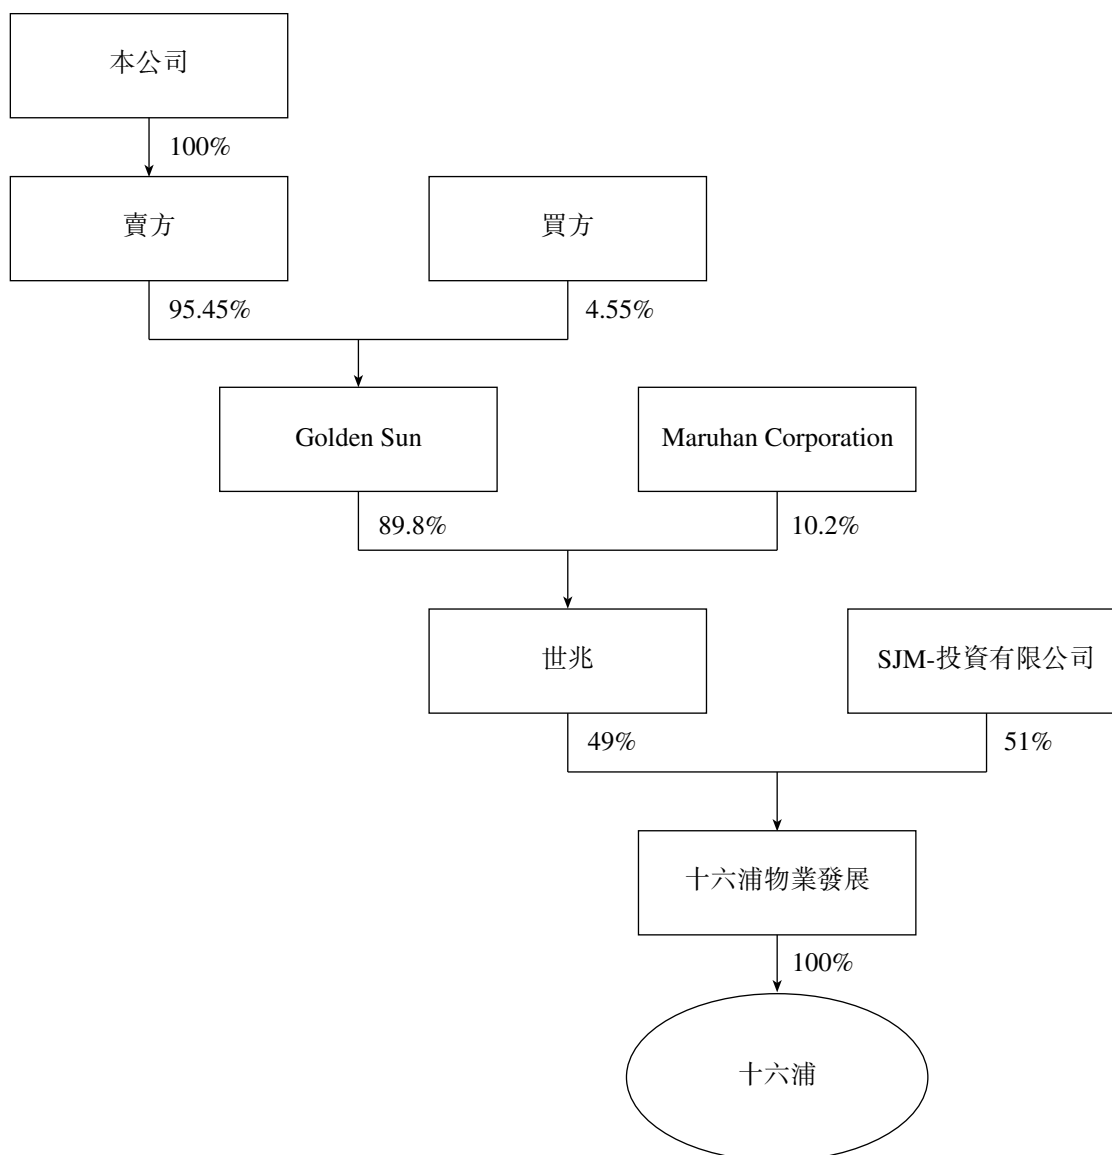 本公司
100%
賣方
買方
95.45%
4.55%
Golden Sun
Maruhan Corporation
89.8%
10.2%
世兆
SJM-投資有限公司
49%
51%
十六浦物業發展
100%
十六浦